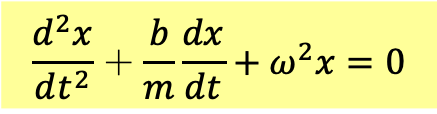 d²x/dt² + b/m dx/dt + ω²x = 0